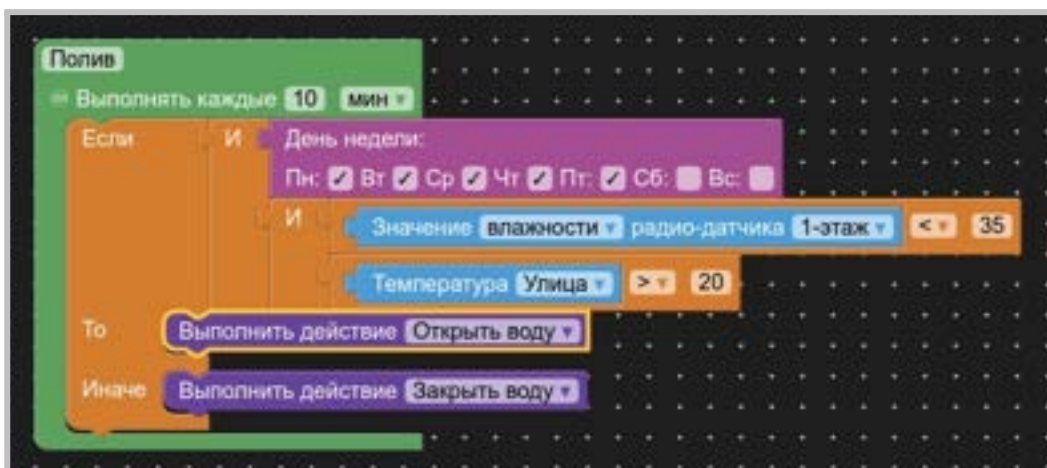 Полив
Выполнять каждые 10 мин
Если И День недели:
Пн: Вт Ср Чт Пт: Сб: Вс:
И Значение влажности радио-датчика 1-этаж < 35
Температура Улица > 20
То Выполнить действие Открыть воду
Иначе Выполнить действие Закрыть воду